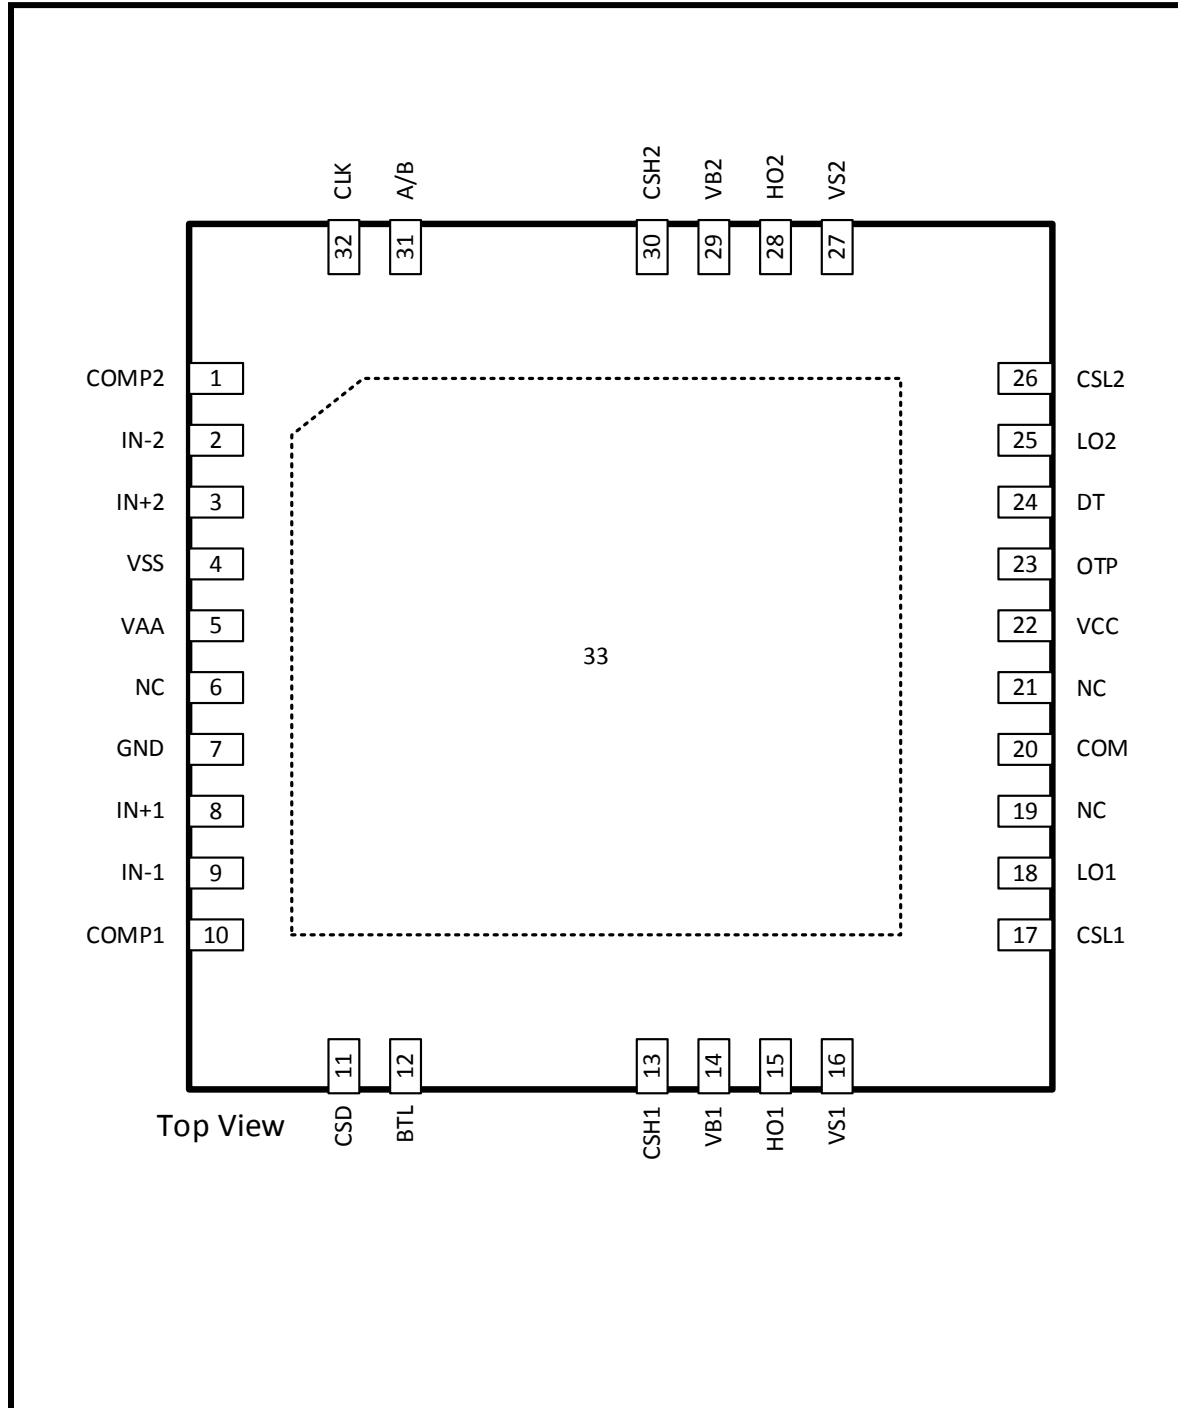 CLK A/B CSH2 VB2 HO2 VS2
32 31 30 29 28 27
COMP2 1 26 CSL2
IN-2 2 25 LO2
IN+2 3 24 DT
VSS 4 23 OTP
VAA 5 22 VCC
33
NC 6 21 NC
GND 7 20 COM
IN+1 8 19 NC
IN-1 9 18 LO1
COMP1 10 17 CSL1
11 12 13 14 15 16
Top View
CSD BTL CSH1 VB1 HO1 VS1